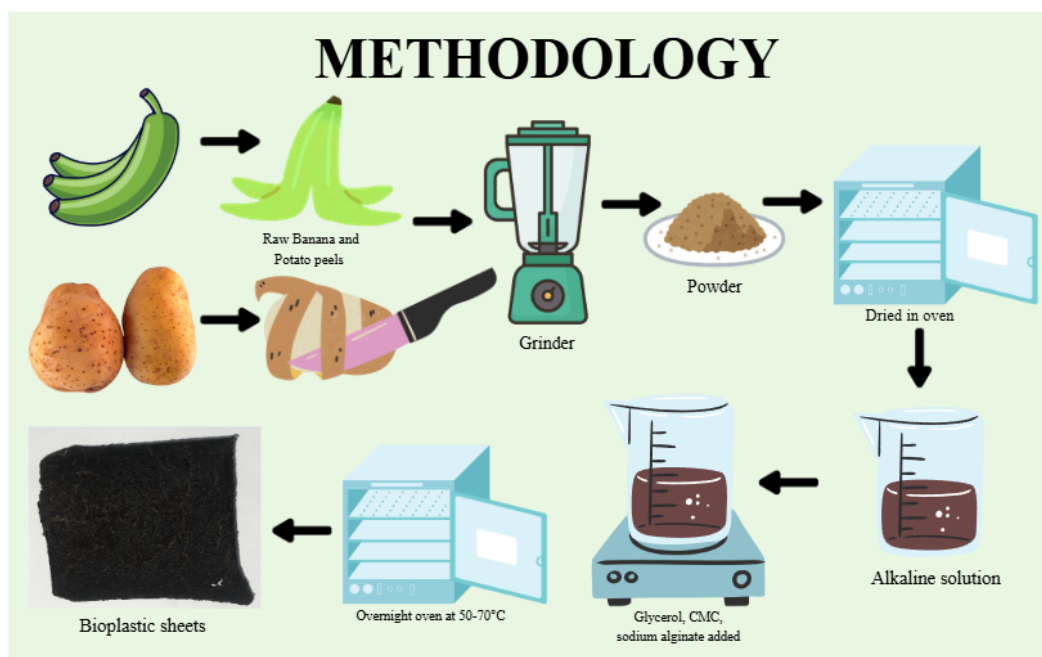 METHODOLOGY
Raw Banana and
Potato peels
Grinder
Powder
Dried in oven
Alkaline solution
Glycerol, CMC,
sodium alginate added
Overnight oven at 50-70°C
Bioplastic sheets